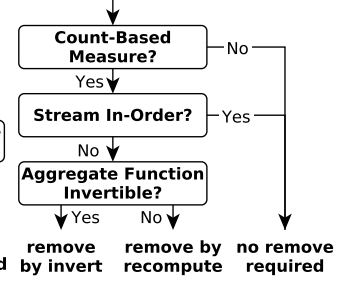 Count-Based
Measure?
No
Yes
Stream In-Order?
Yes
No
Aggregate Function
Invertible?
Yes
No
remove
by invert
remove by
recompute
no remove
required